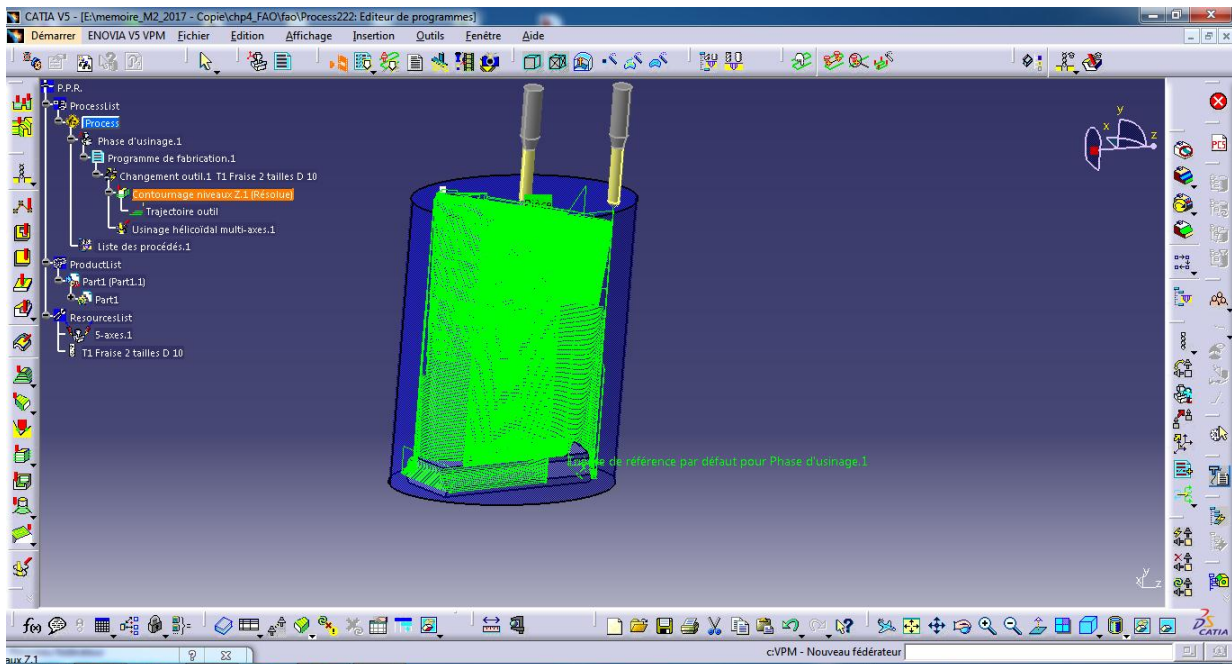 CATIA V5 - [E:\memoire_M2_2017 - Copie\chp4_FAO\fao\Process222: Editeur de programmes]
Démarrer ENOVIA V5 VPM Fichier Edition Affichage Insertion Outils Fenêtre Aide
P.P.R.
ProcessList
Process
Phase d'usinage.1
Programme de fabrication.1
Changement outil.1 T1 Fraise 2 tailles D 10
Contournage niveaux Z.1 (Résolue)
Trajectoire outil
Usinage hélicoïdal multi-axes.1
Liste des procédés.1
ProductList
Part1 (Part1.1)
Part1
ResourcesList
5-axes.1
T1 Fraise 2 tailles D 10
y
x
z
PCS
de référence par défaut pour Phase d'usinage.1
y
x z
f(x)
CATIA
c:VPM - Nouveau fédérateur
aux Z.1